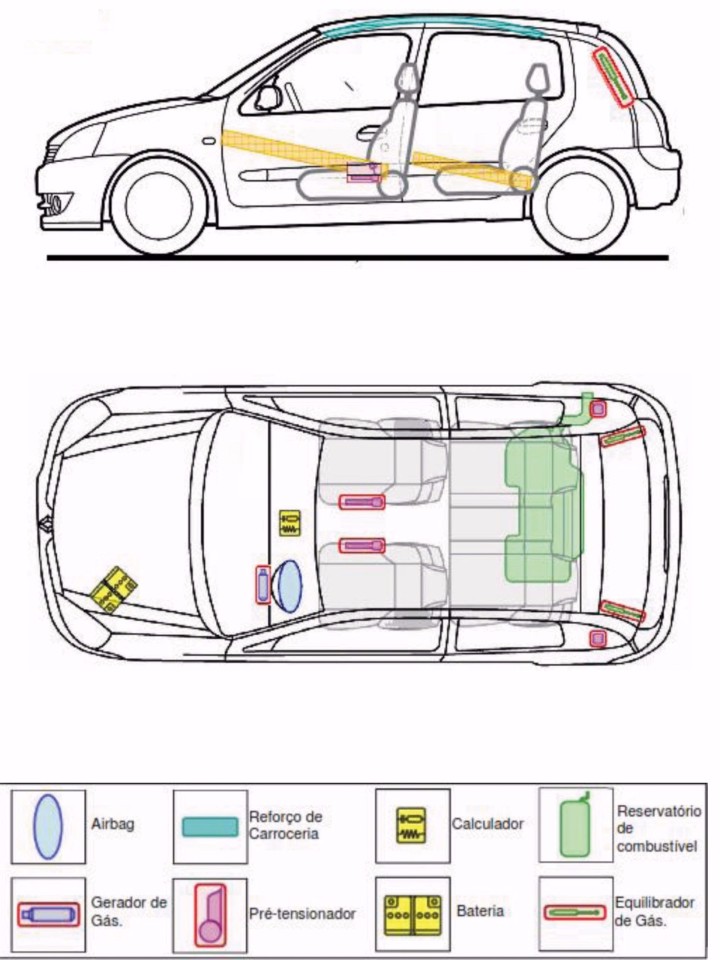 Airbag
Reforço de
Carroceria
Calculador
Reservatório
de
combustível
Gerador de
Gás.
Pré-tensionador
Bateria
Equilibrador
de Gás.